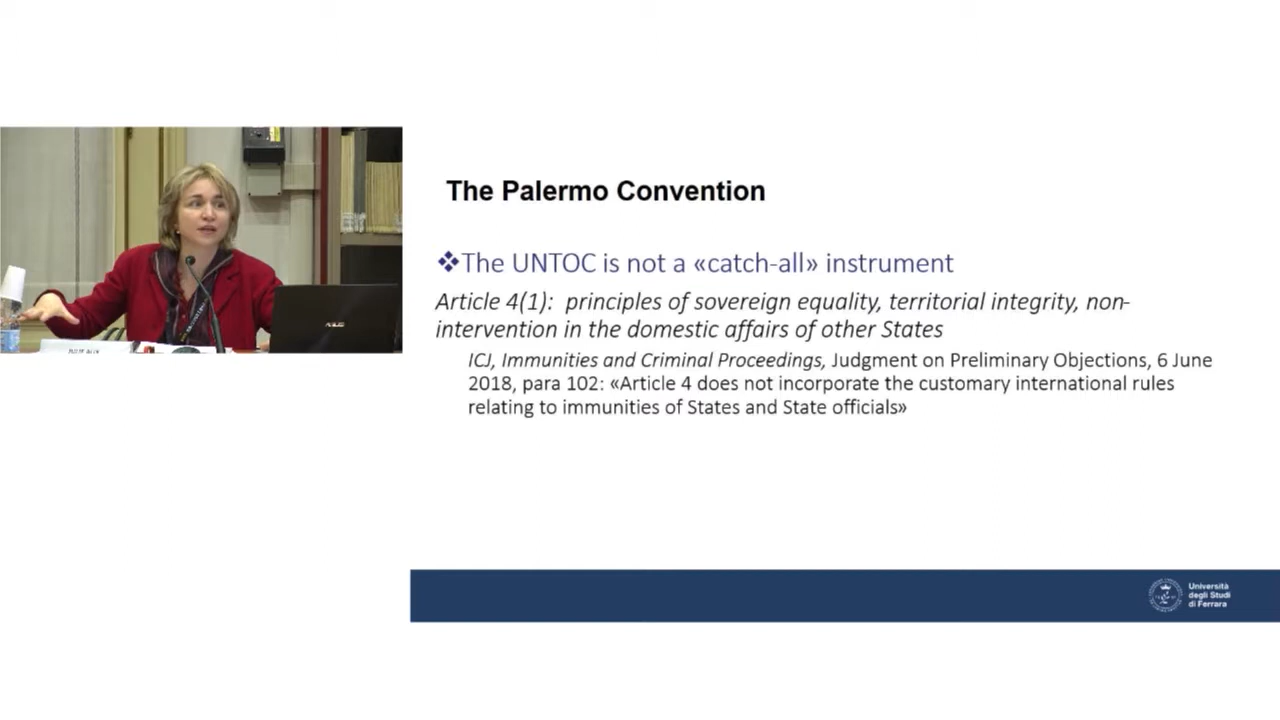 The Palermo Convention
❖The UNTOC is not a «catch-all» instrument
Article 4(1): principles of sovereign equality, territorial integrity, non-
intervention in the domestic affairs of other States
ICJ, Immunities and Criminal Proceedings, Judgment on Preliminary Objections, 6 June
2018, para 102: «Article 4 does not incorporate the customary international rules
relating to immunities of States and State officials»
ASUS
Università
degli Studi
di Ferrara